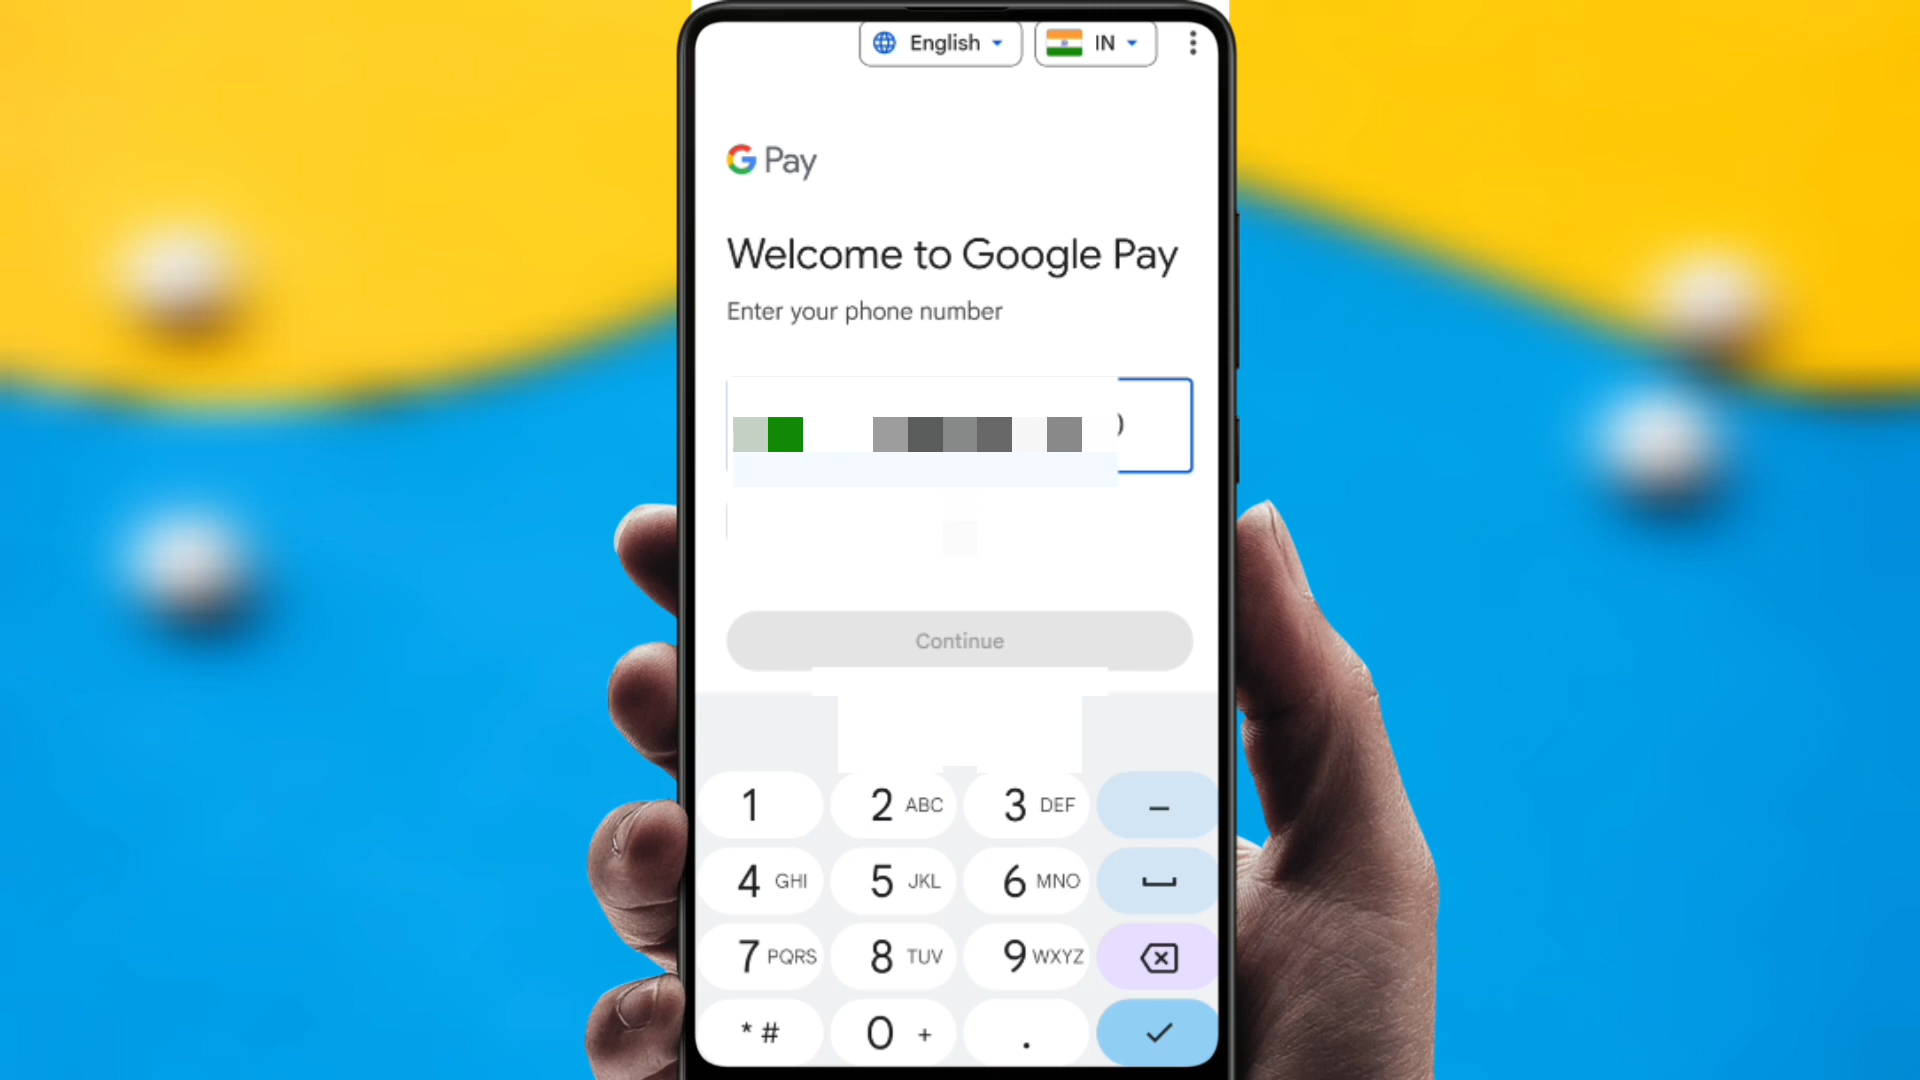 English IN
G Pay
Welcome to Google Pay
Enter your phone number
)
Continue
1 2 ABC 3 DEF –
4 GHI 5 JKL 6 MNO
7 PQRS 8 TUV 9 WXYZ
* # 0 + .